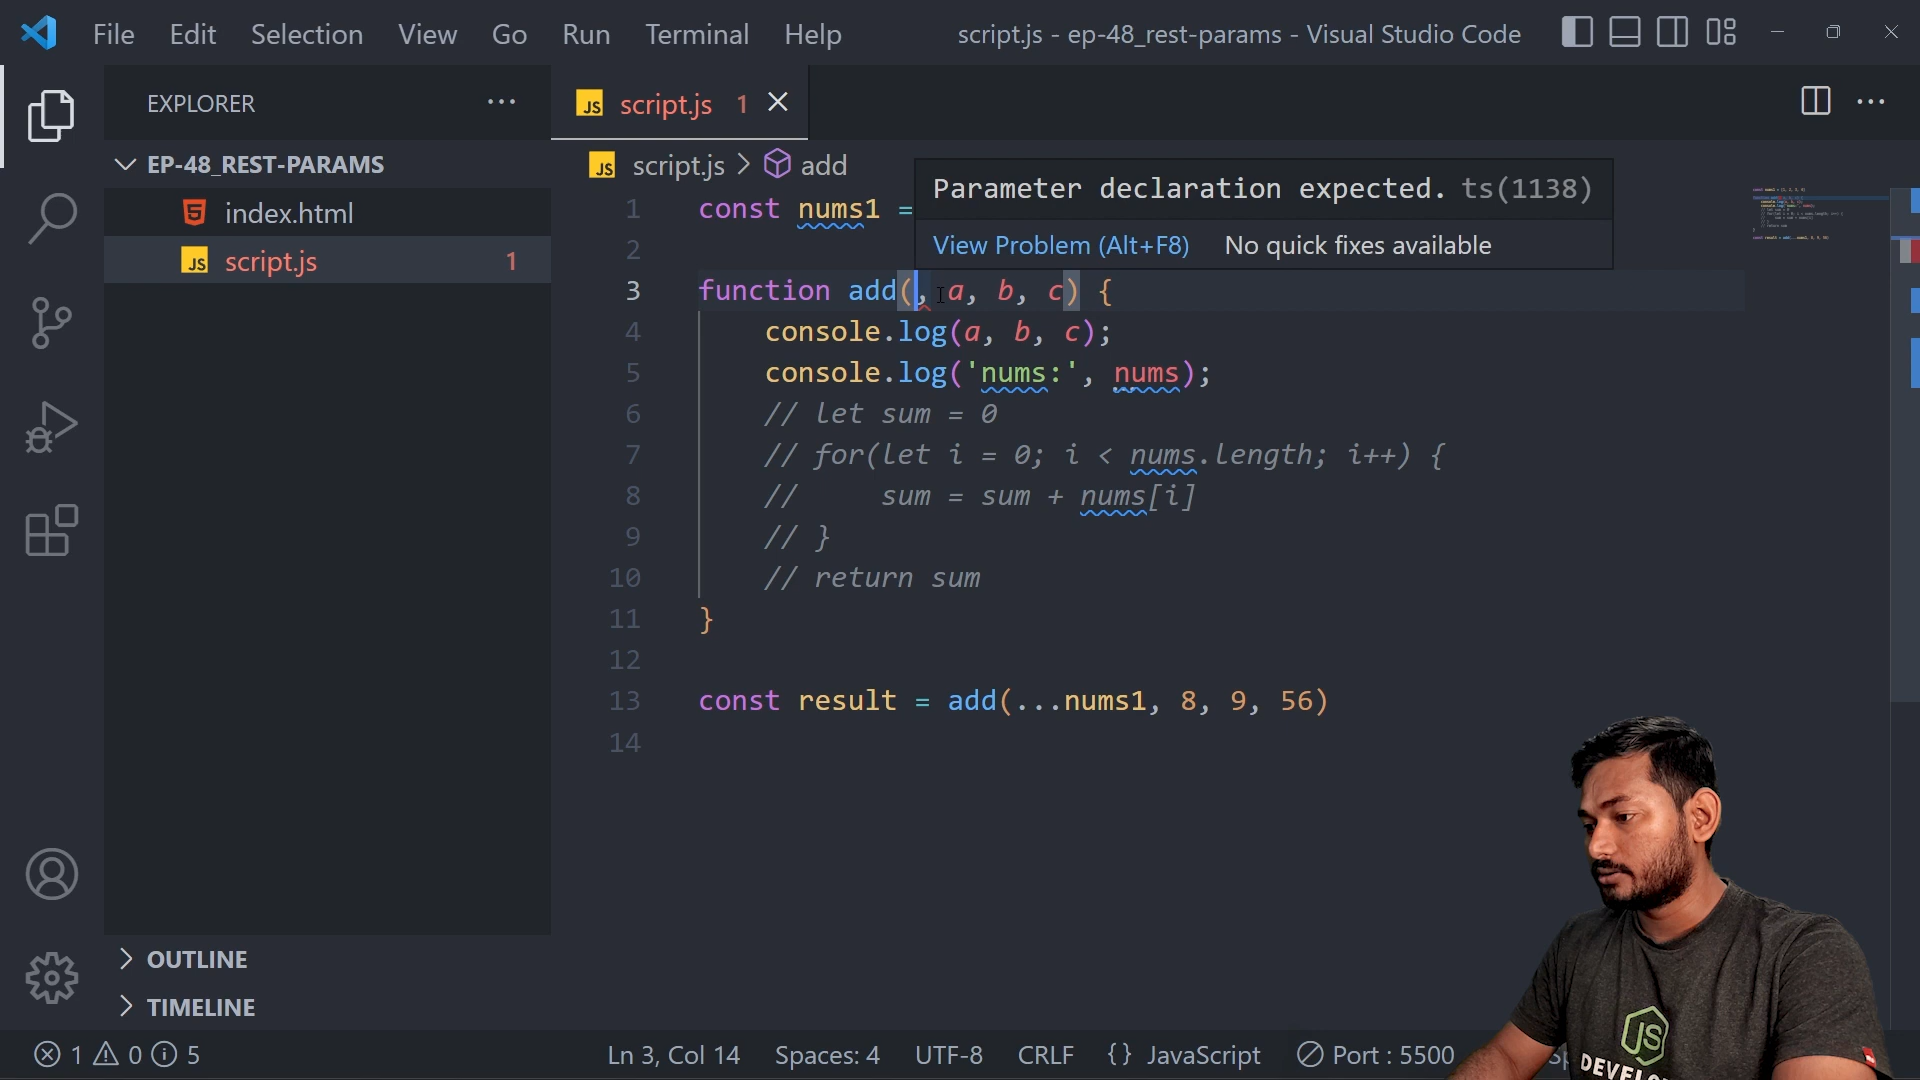 File Edit Selection View Go Run Terminal Help script.js - ep-48_rest-params - Visual Studio Code
EXPLORER
JS script.js 1
EP-48_REST-PARAMS
index.html
JS script.js 1
JS script.js > add
Parameter declaration expected. ts(1138)
View Problem (Alt+F8) No quick fixes available
1 const nums1 =
2
3 function add(, a, b, c) {
4 console.log(a, b, c);
5 console.log('nums:', nums);
6 // let sum = 0
7 // for(let i = 0; i < nums.length; i++) {
8 //     sum = sum + nums[i]
9 // }
10 // return sum
11 }
12
13 const result = add(...nums1, 8, 9, 56)
14
OUTLINE
TIMELINE
1 0 5 Ln 3, Col 14 Spaces: 4 UTF-8 CRLF {} JavaScript Port : 5500
JS